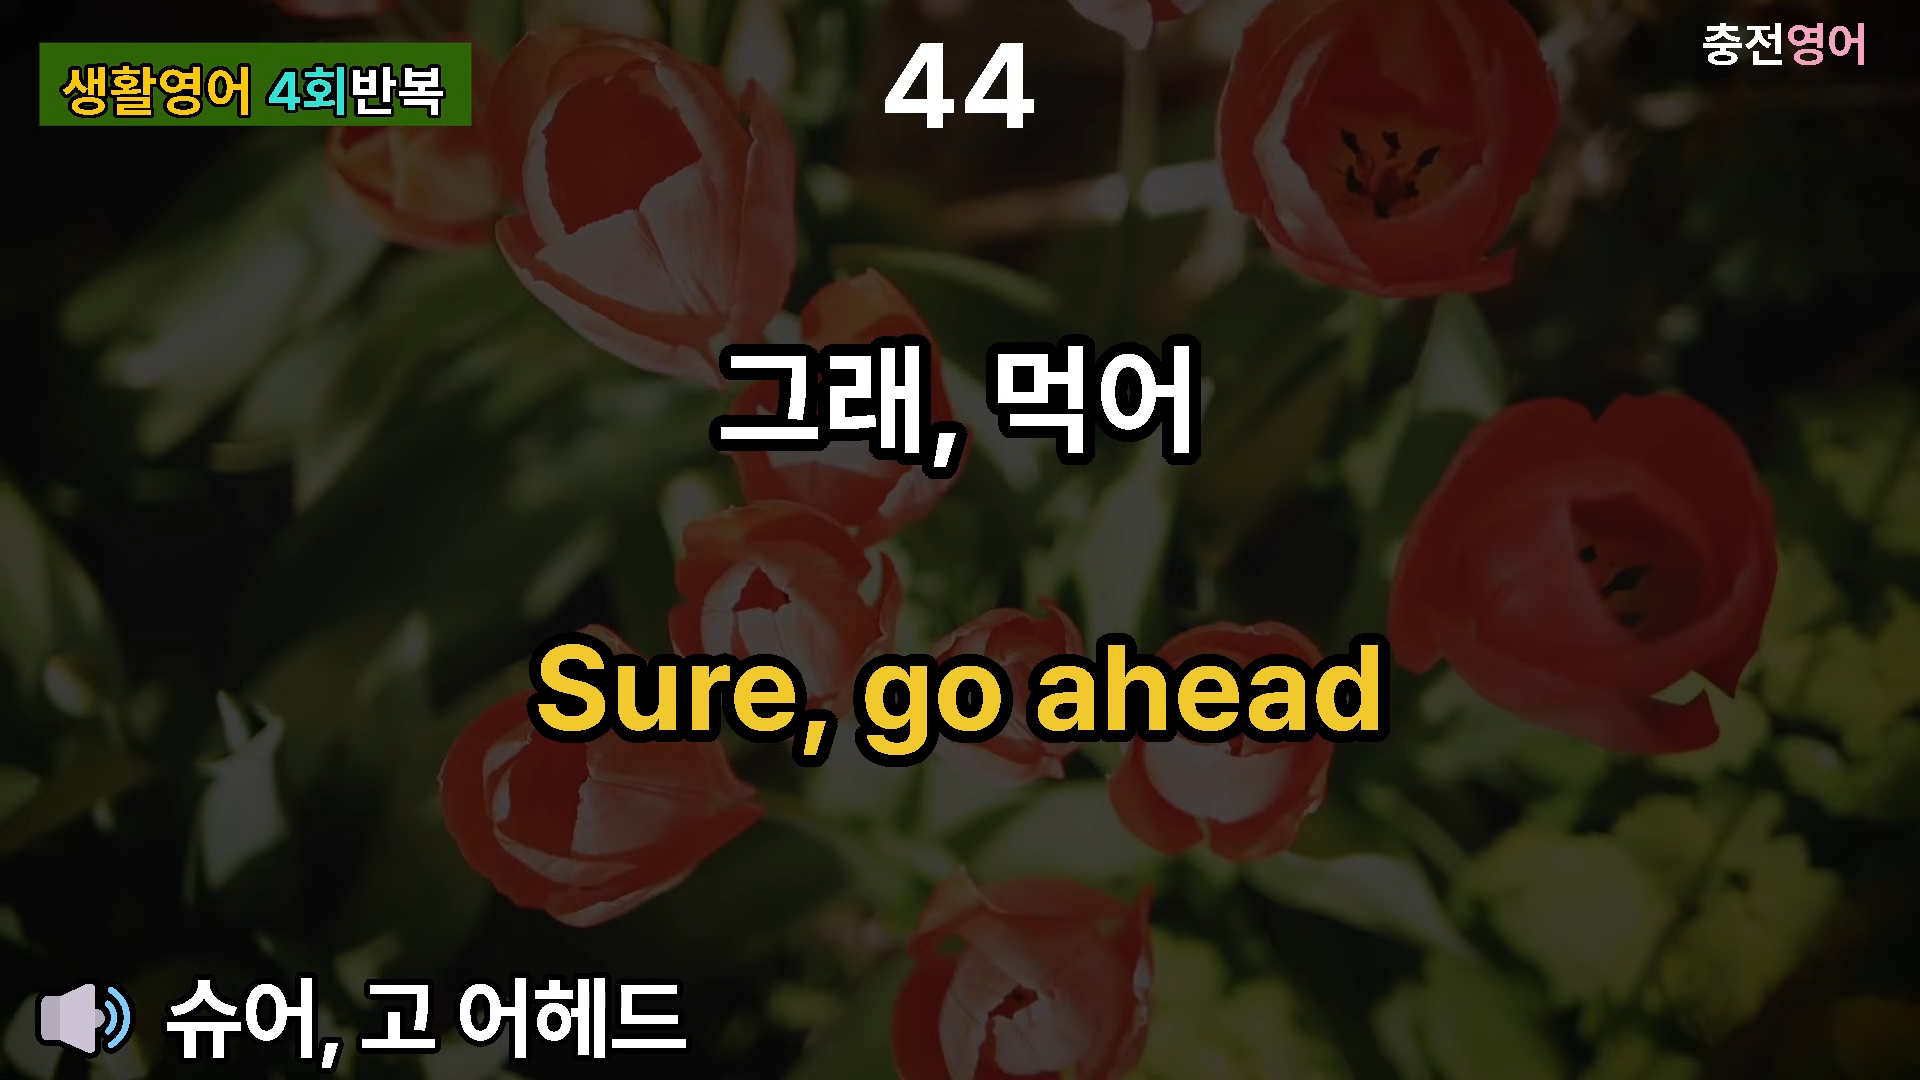 생활영어 4회반복
44
충전영어
그래, 먹어
Sure, go ahead
슈어, 고 어헤드